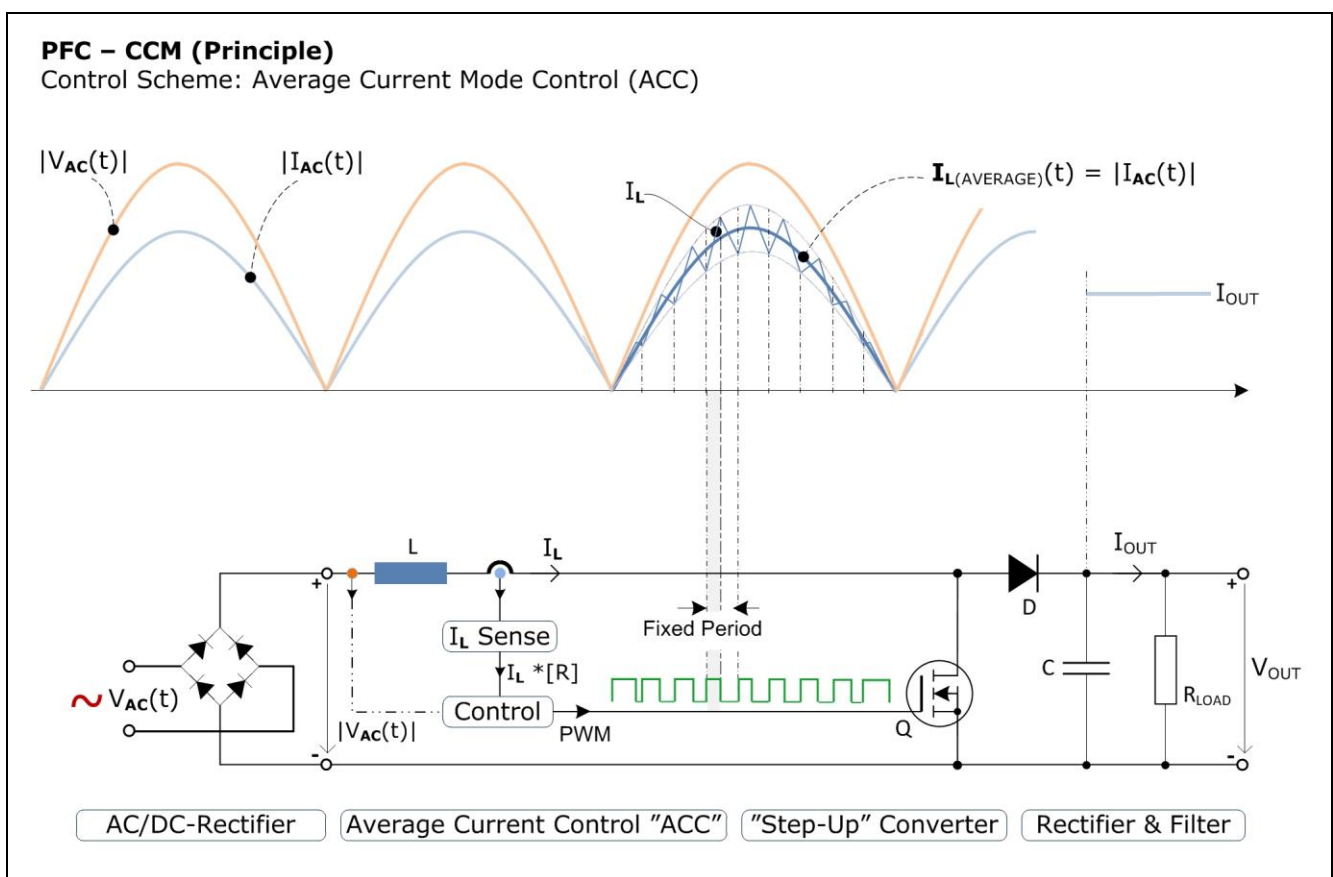 PFC – CCM (Principle)
Control Scheme: Average Current Mode Control (ACC)
|VAC(t)|
|IAC(t)|
IL
IL(AVERAGE)(t) = |IAC(t)|
IOUT
L
IL
IOUT
+
+
D
Fixed Period
IL Sense
IL *[R]
C
RLOAD
VOUT
~ VAC(t)
Control
|VAC(t)|
PWM
Q
-
-
AC/DC-Rectifier
Average Current Control "ACC"
"Step-Up" Converter
Rectifier & Filter